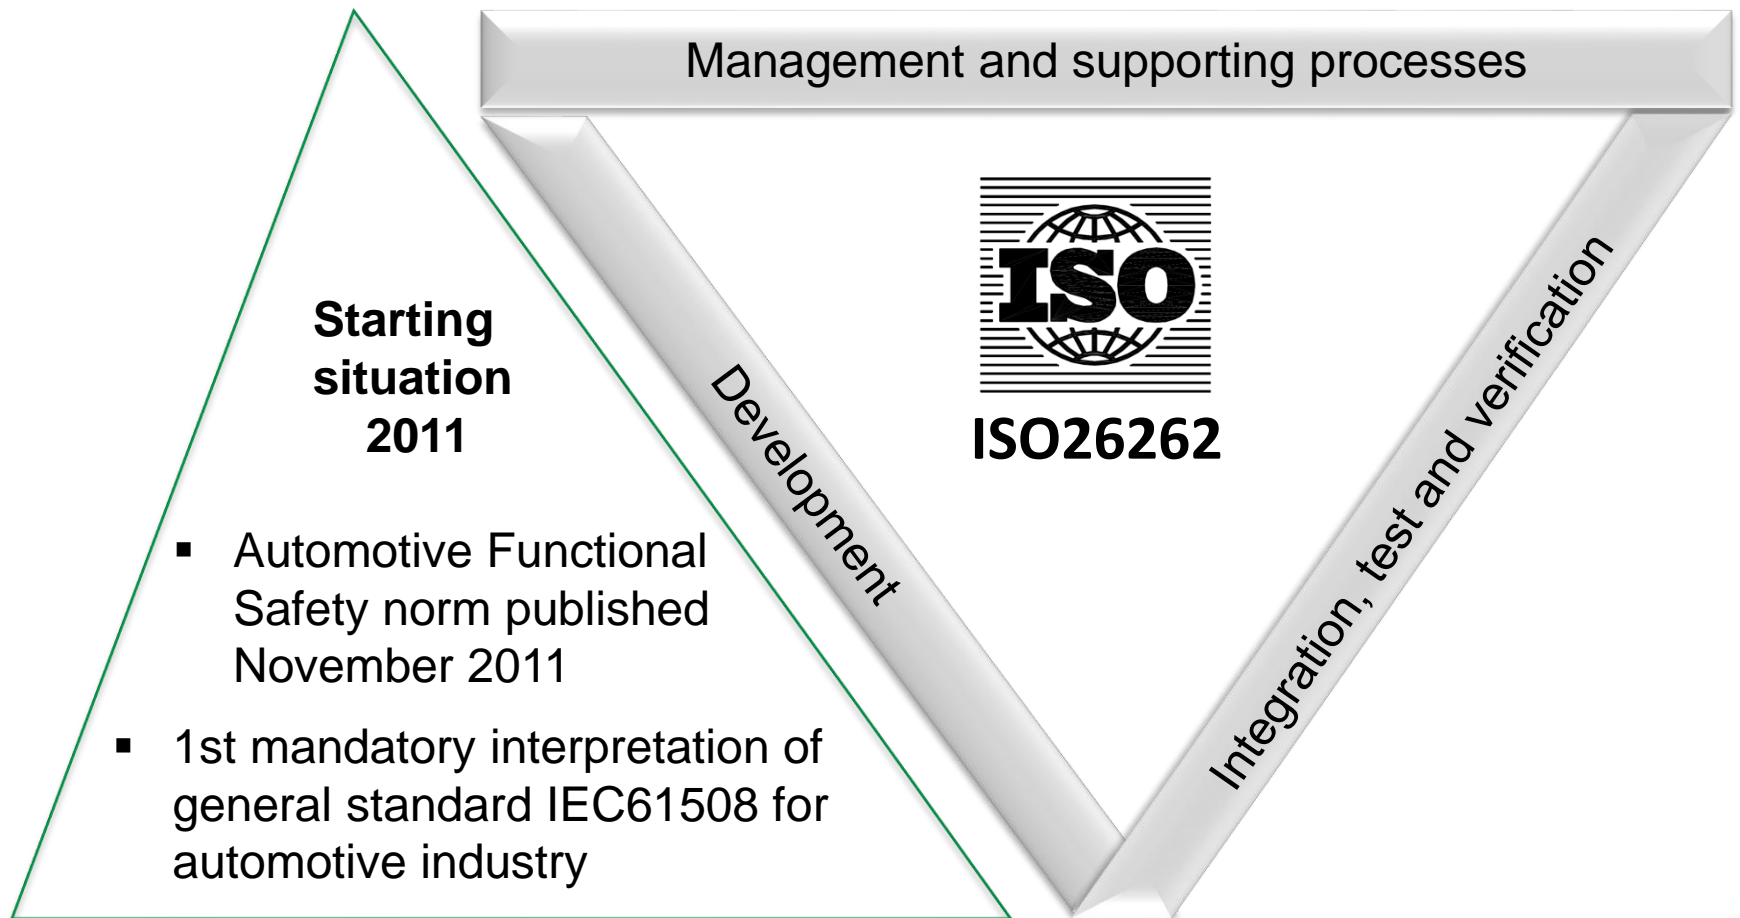 Management and supporting processes
ISO
ISO26262
Development
Integration, test and verification
Starting
situation
2011
▪ Automotive Functional
Safety norm published
November 2011
▪ 1st mandatory interpretation of
general standard IEC61508 for
automotive industry